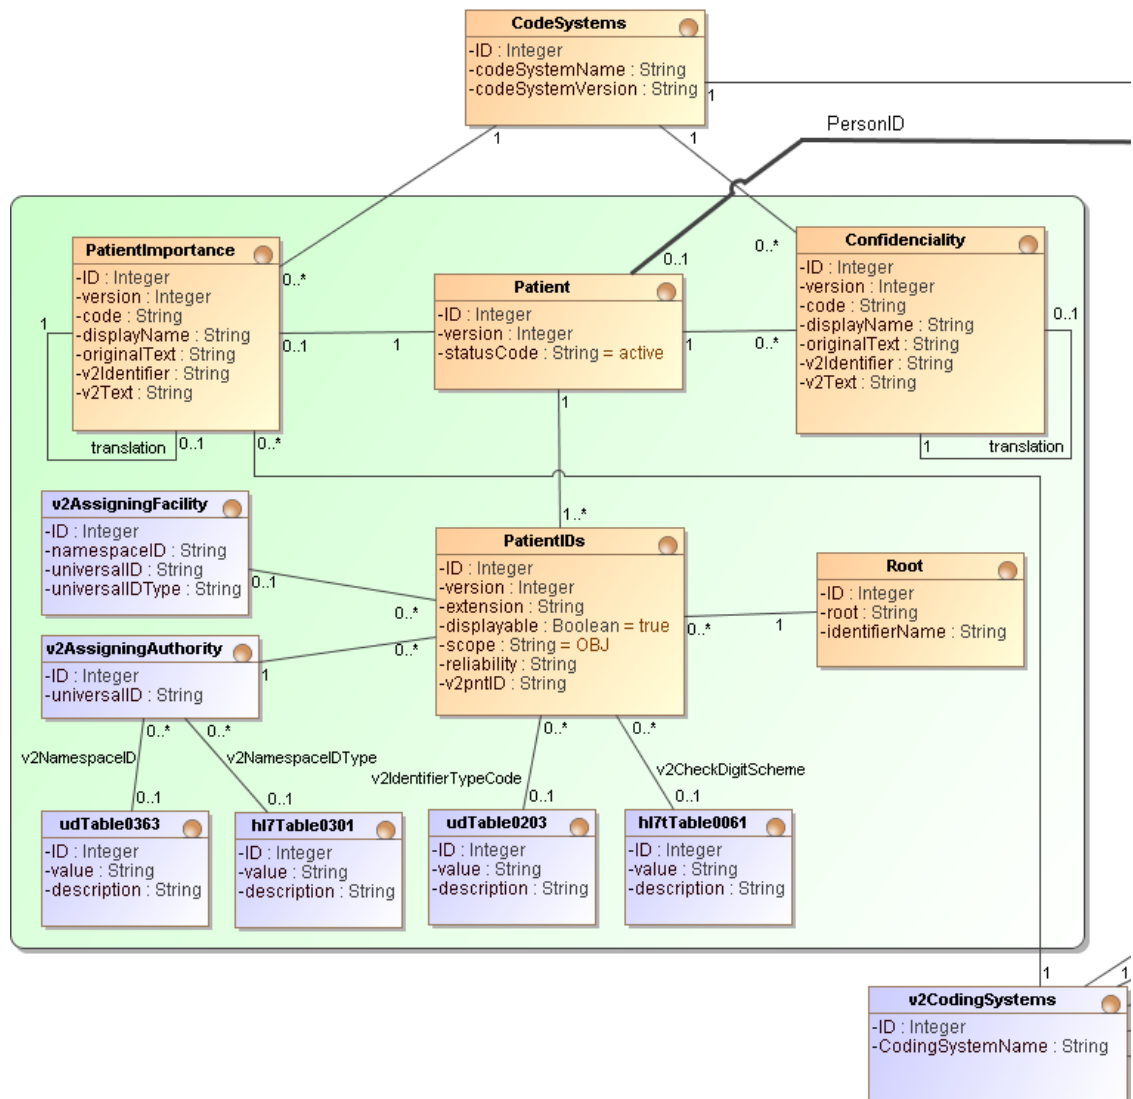 CodeSystems
-ID : Integer
-codeSystemName : String
-codeSystemVersion : String
1
1
1
PersonID
PatientImportance
-ID : Integer
-version : Integer
-code : String
-displayName : String
-originalText : String
-v2Identifier : String
-v2Text : String
0..*
1
0..1
translation
0..1
0..*
1
Patient
-ID : Integer
-version : Integer
-statusCode : String = active
0..1
1
0..*
1
Confidenciality
-ID : Integer
-version : Integer
-code : String
-displayName : String
-originalText : String
-v2Identifier : String
-v2Text : String
0..*
0..1
1
translation
v2AssigningFacility
-ID : Integer
-namespaceID : String
-universalID : String
-universalIDType : String
0..1
0..*
1..*
PatientIDs
-ID : Integer
-version : Integer
-extension : String
-displayable : Boolean = true
-scope : String = OBJ
-reliability : String
-v2pntID : String
0..*
1
Root
-ID : Integer
-root : String
-identifierName : String
v2AssigningAuthority
-ID : Integer
-universalID : String
1
0..*
0..*
0..*
0..*
0..*
v2NamespaceID
v2NamespaceIDType
v2IdentifierTypeCode
v2CheckDigitScheme
0..1
0..1
0..1
0..1
udTable0363
-ID : Integer
-value : String
-description : String
hl7Table0301
-ID : Integer
-value : String
-description : String
udTable0203
-ID : Integer
-value : String
-description : String
hl7tTable0061
-ID : Integer
-value : String
-description : String
1
1
v2CodingSystems
-ID : Integer
-CodingSystemName : String